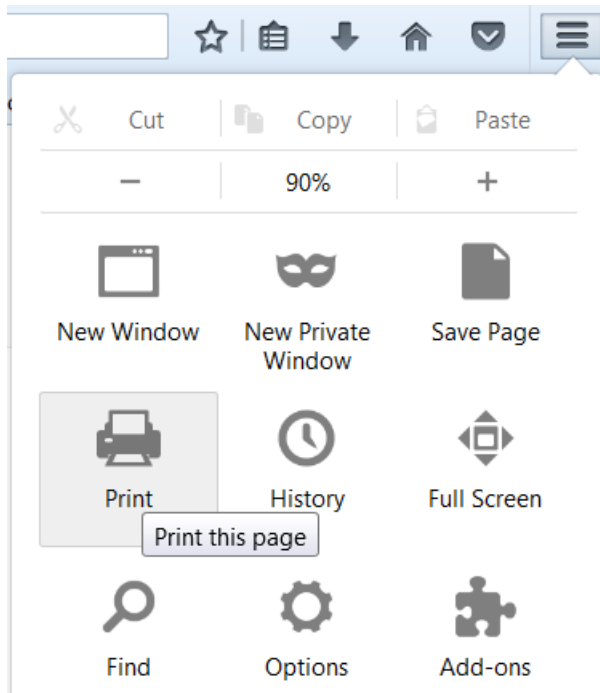 Cut Copy Paste
− 90% +
New Window New Private Window Save Page
Print History Full Screen
Print this page
Find Options Add-ons